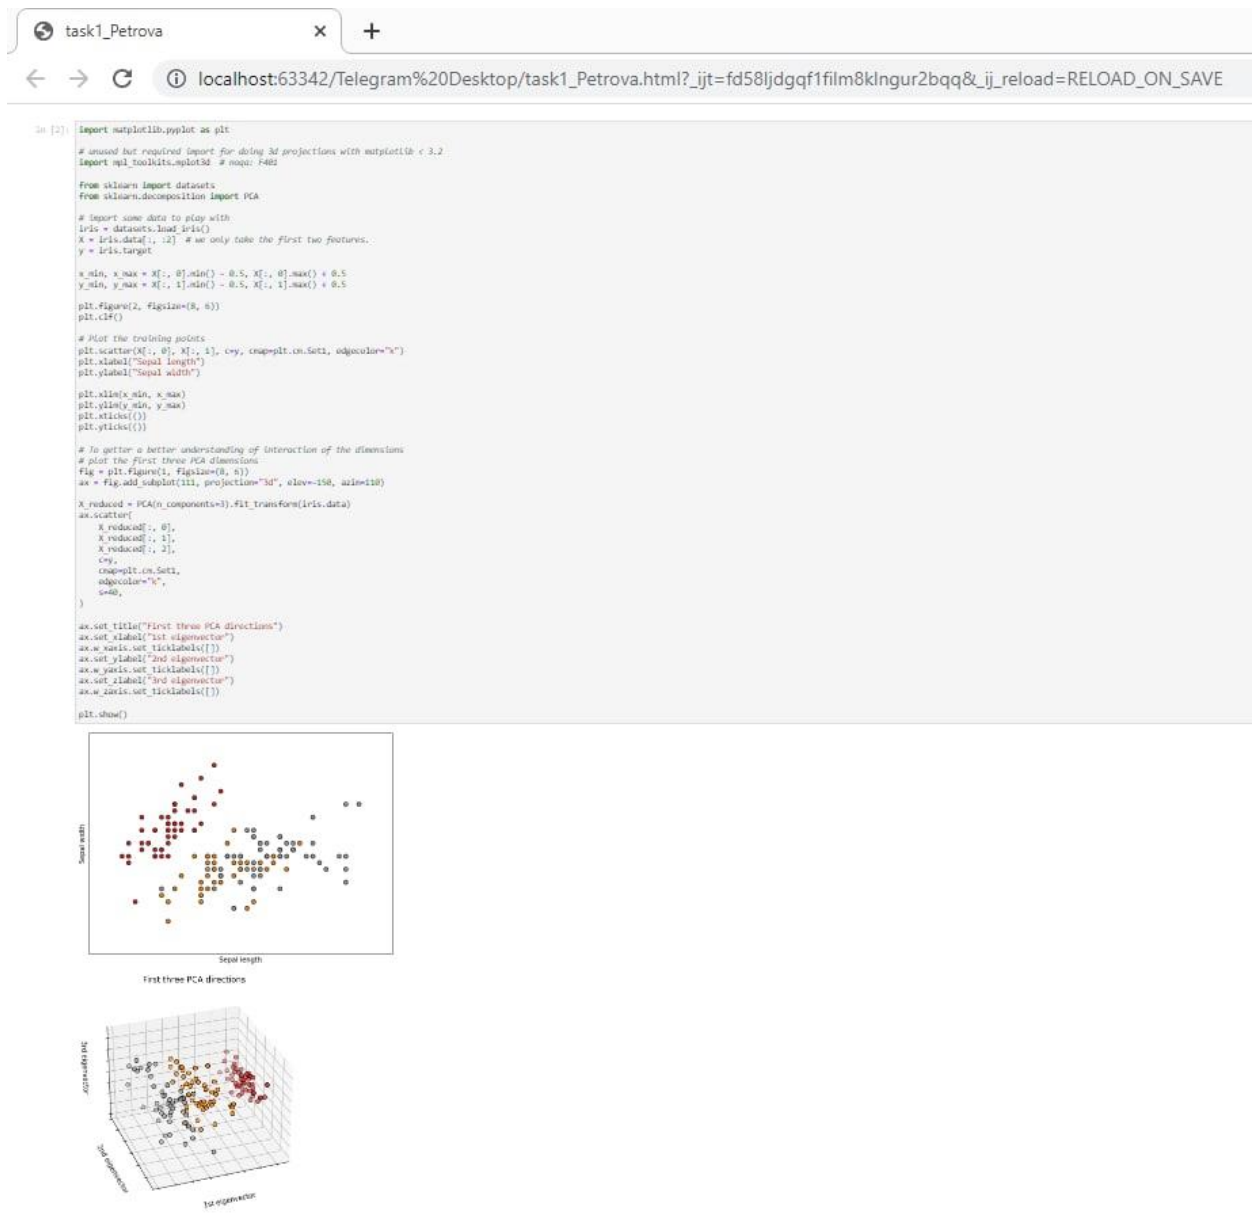 task1_Petrova
localhost:63342/Telegram%20Desktop/task1_Petrova.html?_ijt=fd58ljdgqf1film8klngur2bqq&_ij_reload=RELOAD_ON_SAVE
In [2]: import matplotlib.pyplot as plt
# unused but required import for doing 3d projections with matplotlib < 3.2
import mpl_toolkits.mplot3d  # noqa: F401
from sklearn import datasets
from sklearn.decomposition import PCA
# import some data to play with
iris = datasets.load_iris()
X = iris.data[:, :2]  # we only take the first two features.
y = iris.target
x_min, x_max = X[:, 0].min() - 0.5, X[:, 0].max() + 0.5
y_min, y_max = X[:, 1].min() - 0.5, X[:, 1].max() + 0.5
plt.figure(2, figsize=(8, 6))
plt.clf()
# Plot the training points
plt.scatter(X[:, 0], X[:, 1], c=y, cmap=plt.cm.Set1, edgecolor="k")
plt.xlabel("Sepal length")
plt.ylabel("Sepal width")
plt.xlim(x_min, x_max)
plt.ylim(y_min, y_max)
plt.xticks(())
plt.yticks(())
# To getter a better understanding of interaction of the dimensions
# plot the first three PCA dimensions
fig = plt.figure(1, figsize=(8, 6))
ax = fig.add_subplot(111, projection="3d", elev=-150, azim=110)
X_reduced = PCA(n_components=3).fit_transform(iris.data)
ax.scatter(
    X_reduced[:, 0],
    X_reduced[:, 1],
    X_reduced[:, 2],
    c=y,
    cmap=plt.cm.Set1,
    edgecolor="k",
    s=40,
)
ax.set_title("First three PCA directions")
ax.set_xlabel("1st eigenvector")
ax.w_xaxis.set_ticklabels([])
ax.set_ylabel("2nd eigenvector")
ax.w_yaxis.set_ticklabels([])
ax.set_zlabel("3rd eigenvector")
ax.w_zaxis.set_ticklabels([])
plt.show()
Sepal width
Sepal length
First three PCA directions
3rd eigenvector
2nd eigenvector
1st eigenvector